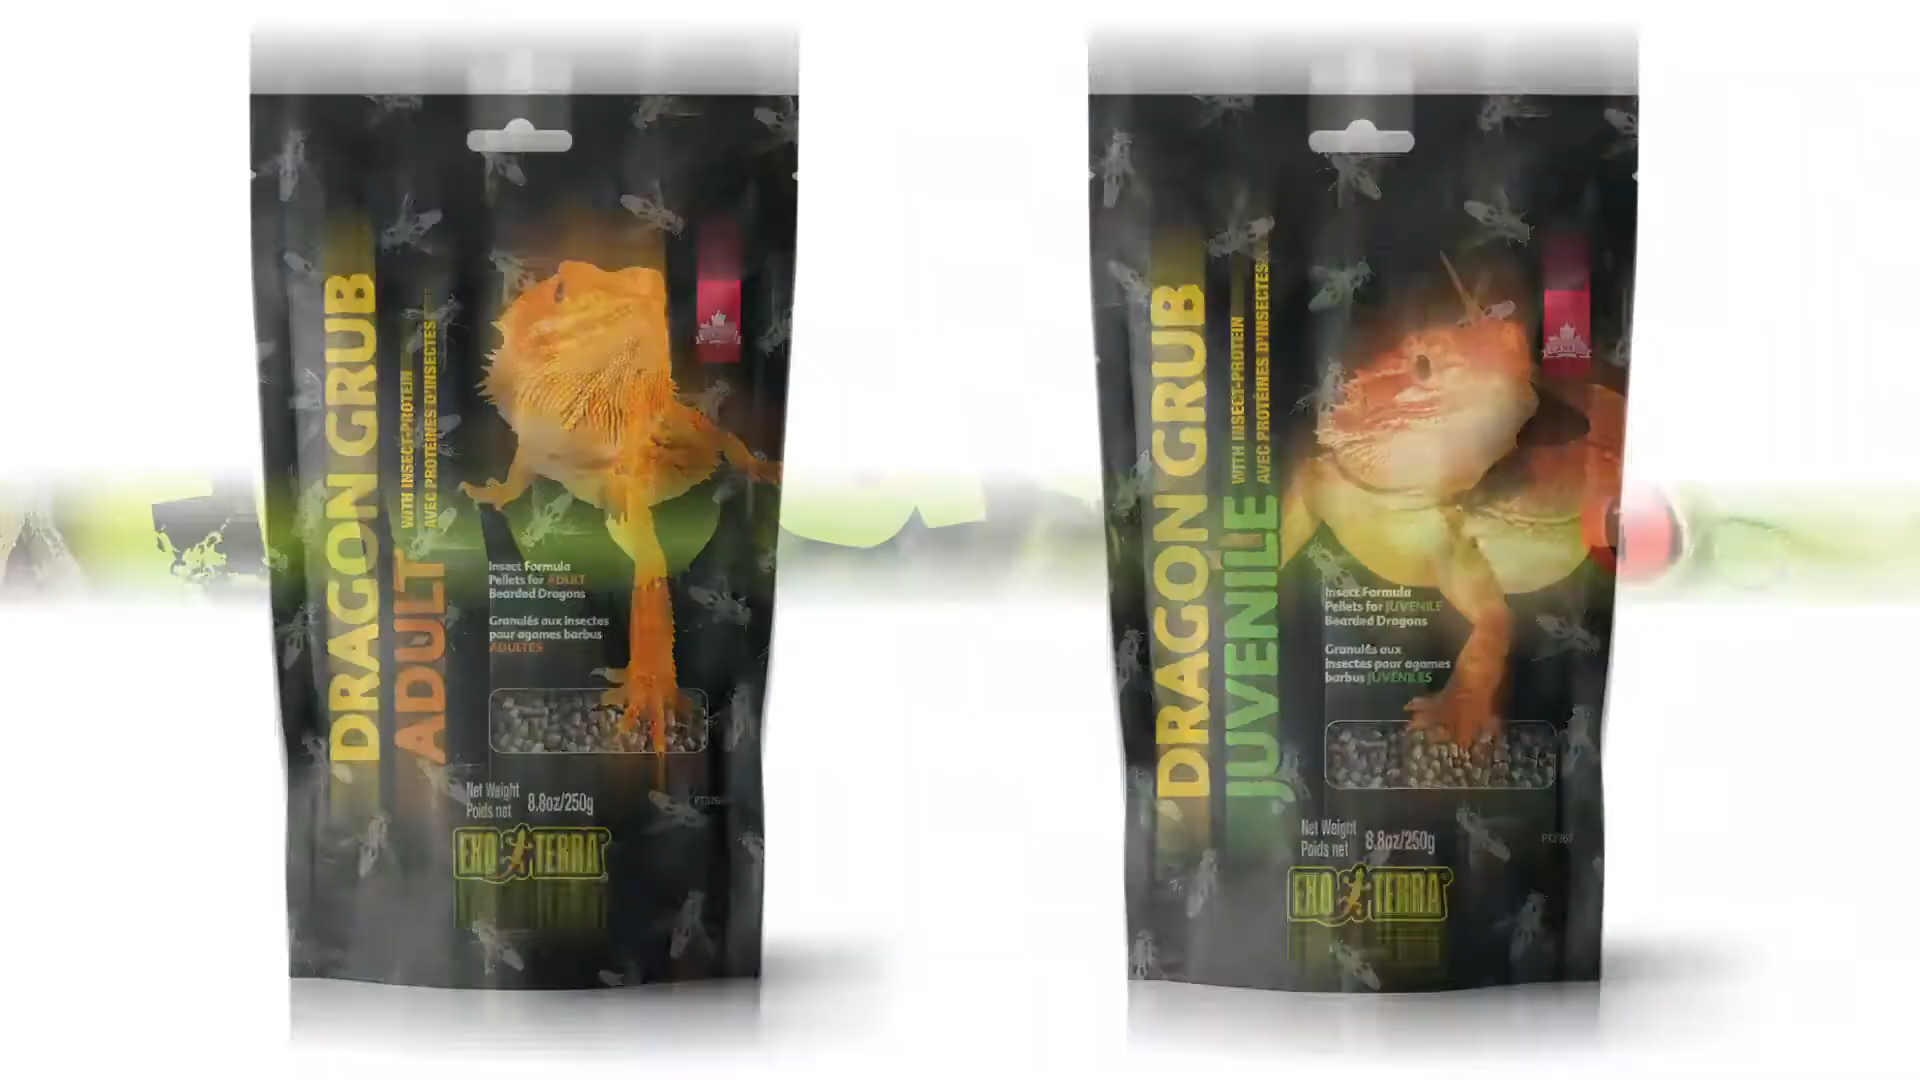 DRAGON GRUB
ADULT
WITH INSECT-PROTEIN
AVEC PROTÉINES D'INSECTES
Insect Formula
Pellets for ADULT
Bearded Dragons
Granulés aux insectes
pour agames barbus
ADULTES
Net Weight
Poids net
8.8oz/250g
EXO TERRA
DRAGON GRUB
JUVENILE
WITH INSECT-PROTEIN
AVEC PROTÉINES D'INSECTES
Insect Formula
Pellets for JUVENILE
Bearded Dragons
Granulés aux
insectes pour agames
barbus JUVÉNILES
Net Weight
Poids net
8.8oz/250g
EXO TERRA